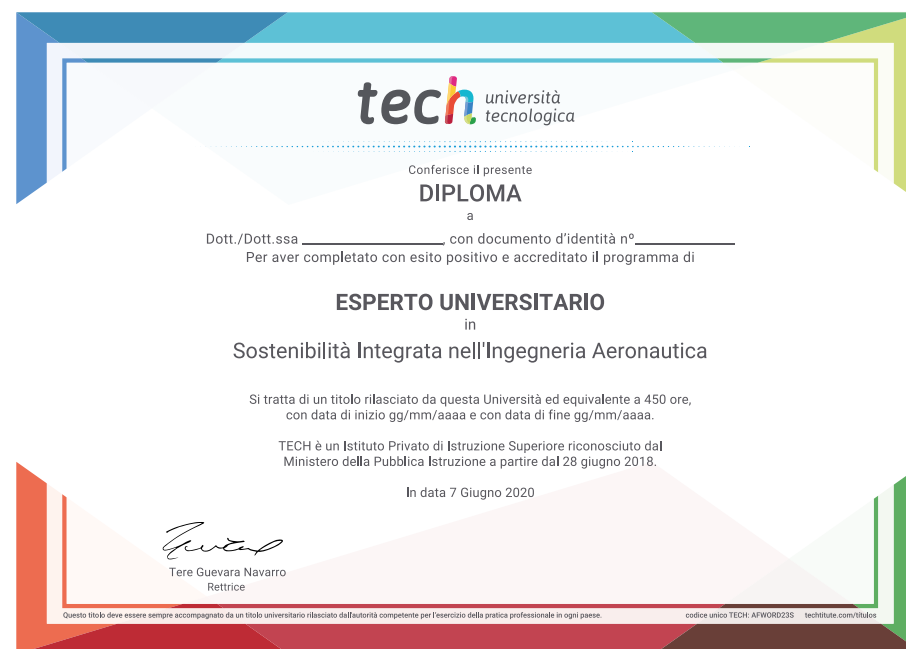 tech università
tecnologica
Conferisce il presente
DIPLOMA
a
Dott./Dott.ssa ____________________, con documento d'identità nº______________
Per aver completato con esito positivo e accreditato il programma di
ESPERTO UNIVERSITARIO
in
Sostenibilità Integrata nell'Ingegneria Aeronautica
Si tratta di un titolo rilasciato da questa Università ed equivalente a 450 ore,
con data di inizio gg/mm/aaaa e con data di fine gg/mm/aaaa.
TECH è un Istituto Privato di Istruzione Superiore riconosciuto dal
Ministero della Pubblica Istruzione a partire dal 28 giugno 2018.
In data 7 Giugno 2020
Tere Guevara Navarro
Rettrice
Questo titolo deve essere sempre accompagnato da un titolo universitario rilasciato dall'autorità competente per l'esercizio della pratica professionale in ogni paese. codice unico TECH: AFWORD23S techtitute.com/titulos